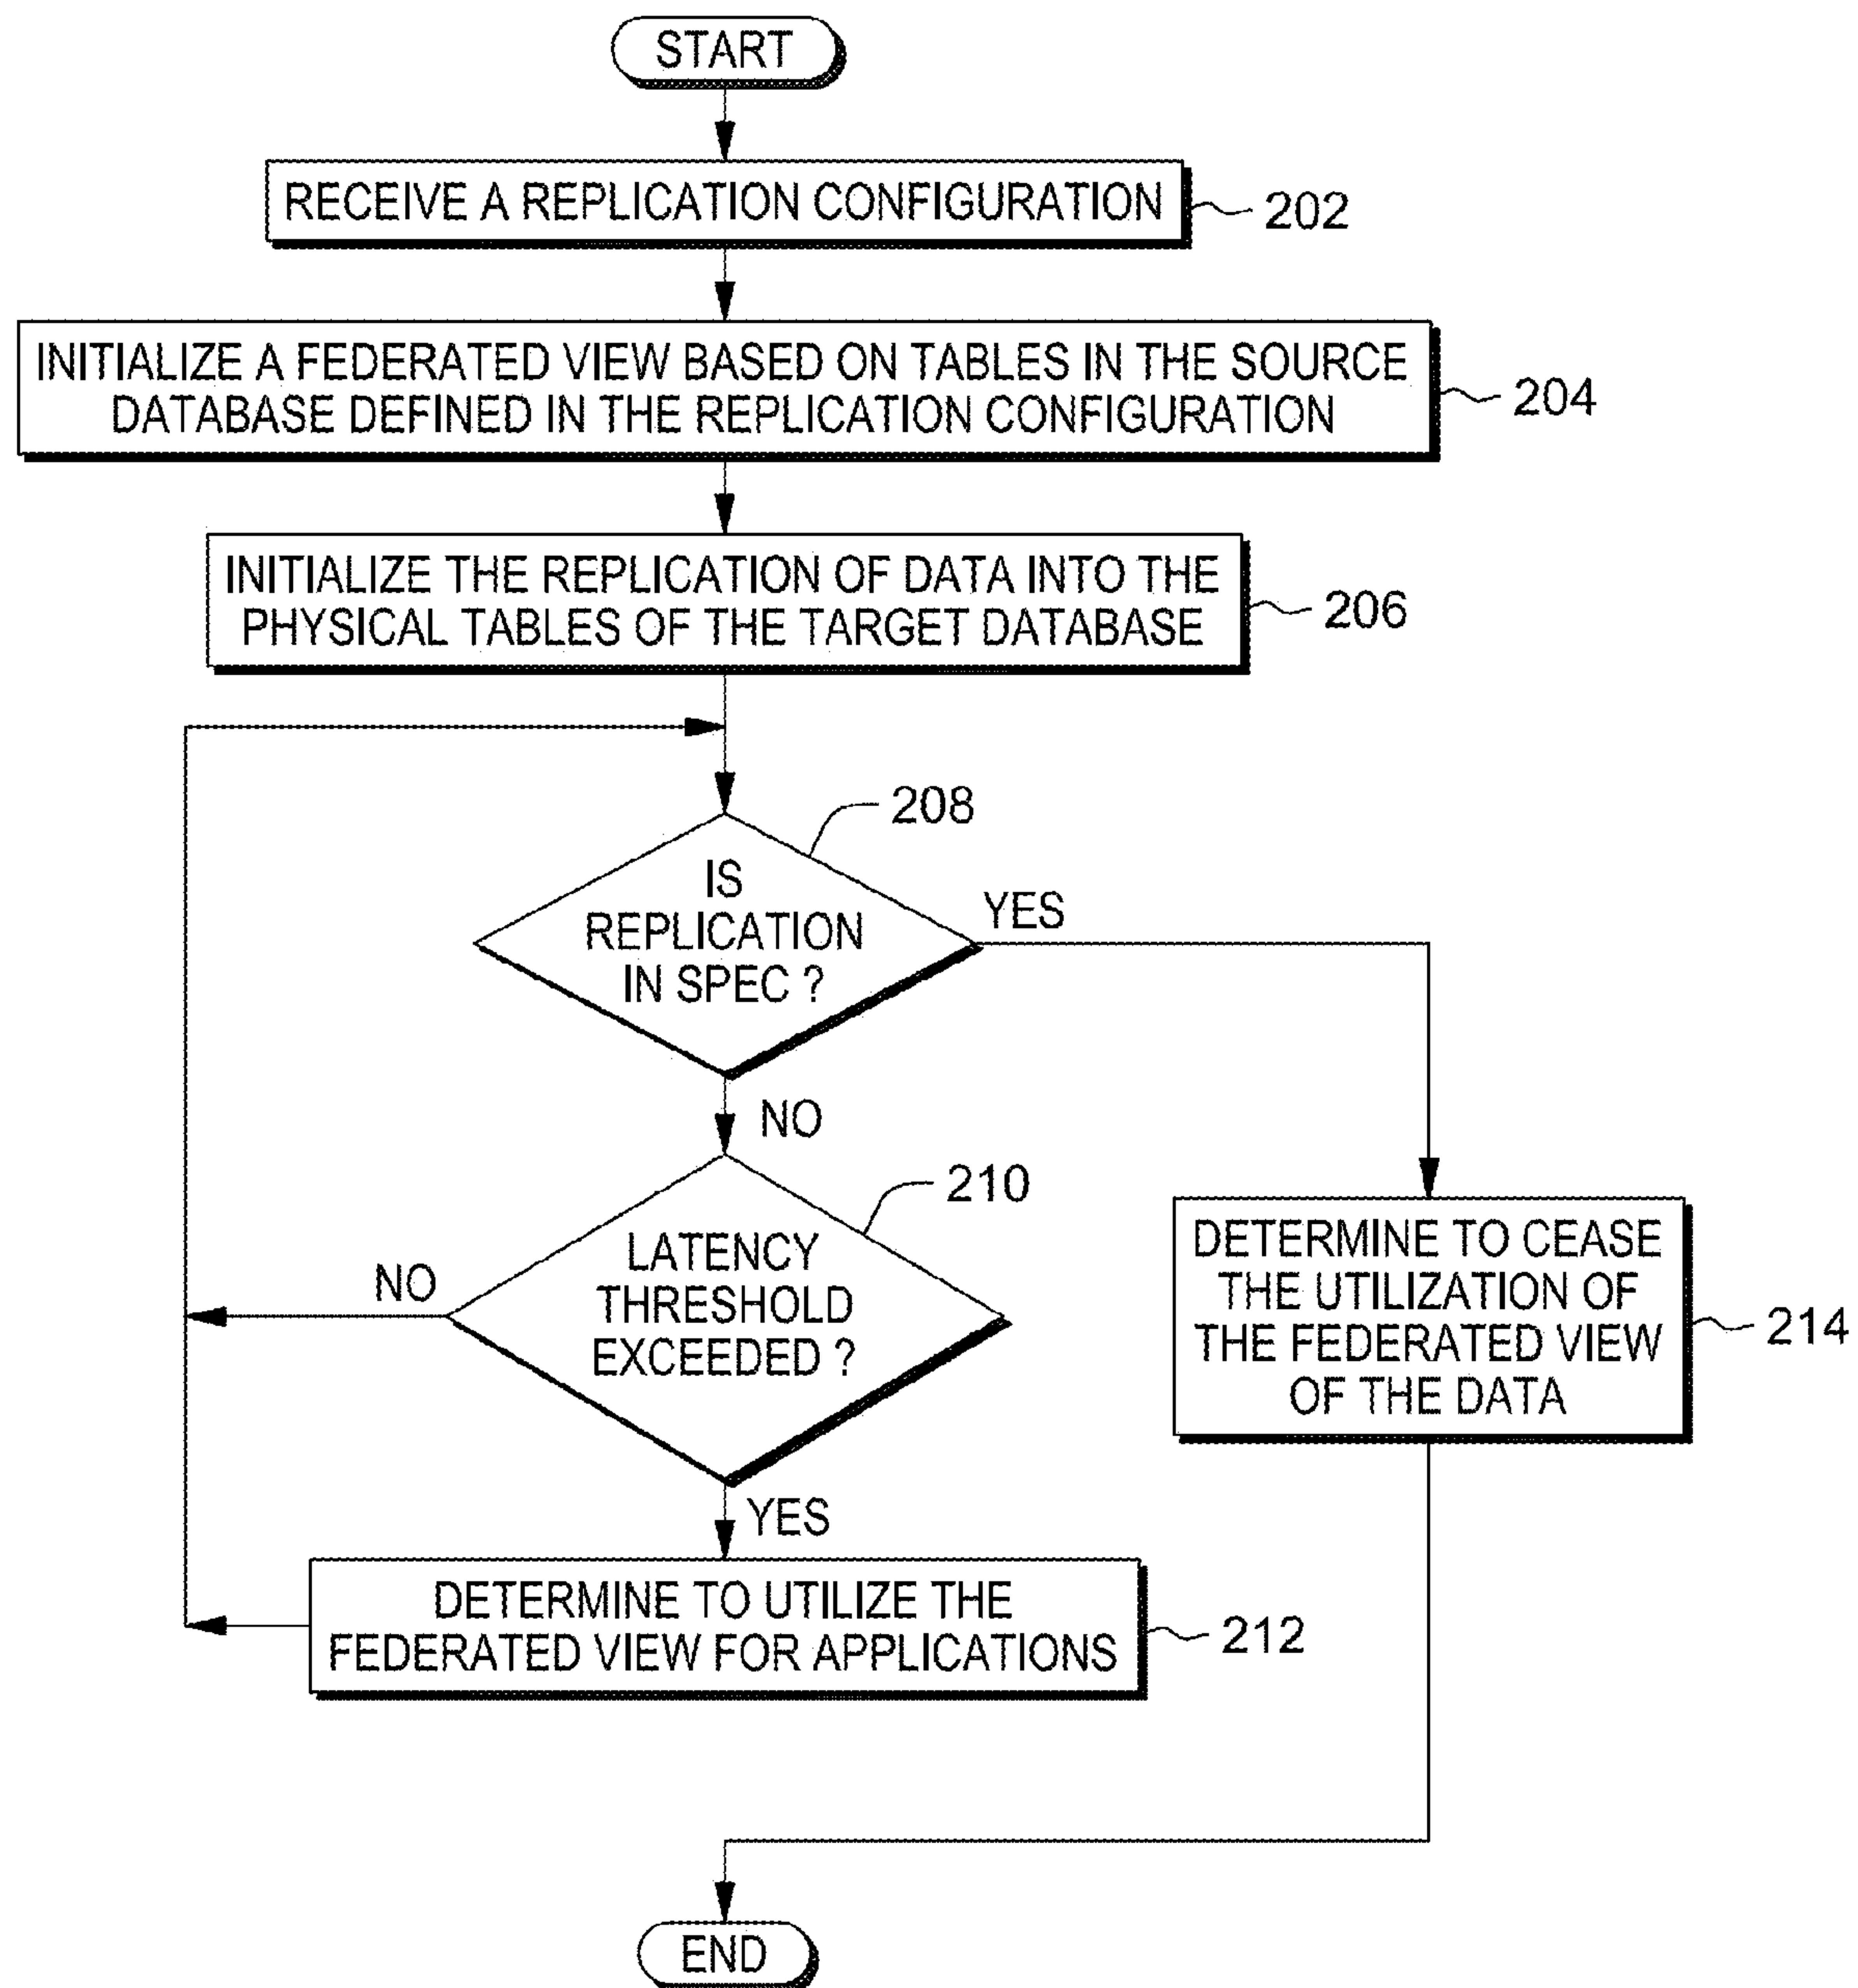 START
RECEIVE A REPLICATION CONFIGURATION
202
INITIALIZE A FEDERATED VIEW BASED ON TABLES IN THE SOURCE
DATABASE DEFINED IN THE REPLICATION CONFIGURATION
204
INITIALIZE THE REPLICATION OF DATA INTO THE
PHYSICAL TABLES OF THE TARGET DATABASE
206
208
IS
REPLICATION
IN SPEC ?
YES
NO
210
LATENCY
THRESHOLD
EXCEEDED ?
NO
YES
DETERMINE TO CEASE
THE UTILIZATION OF
THE FEDERATED VIEW
OF THE DATA
214
DETERMINE TO UTILIZE THE
FEDERATED VIEW FOR APPLICATIONS
212
END